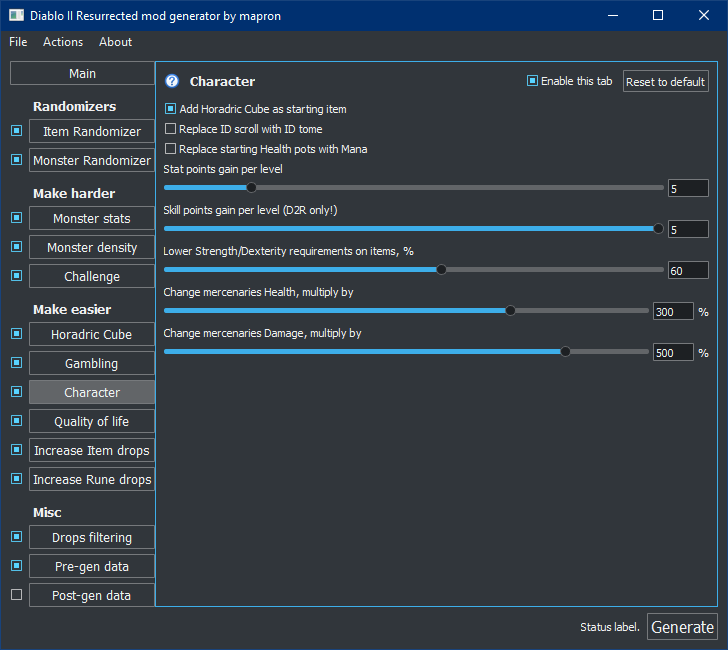 Diablo II Resurrected mod generator by mapron
File Actions About
Main
Randomizers
Item Randomizer
Monster Randomizer
Make harder
Monster stats
Monster density
Challenge
Make easier
Horadric Cube
Gambling
Character
Quality of life
Increase Item drops
Increase Rune drops
Misc
Drops filtering
Pre-gen data
Post-gen data
? Character Enable this tab Reset to default
Add Horadric Cube as starting item
Replace ID scroll with ID tome
Replace starting Health pots with Mana
Stat points gain per level
5
Skill points gain per level (D2R only!)
5
Lower Strength/Dexterity requirements on items, %
60
Change mercenaries Health, multiply by
300 %
Change mercenaries Damage, multiply by
500 %
Status label. Generate